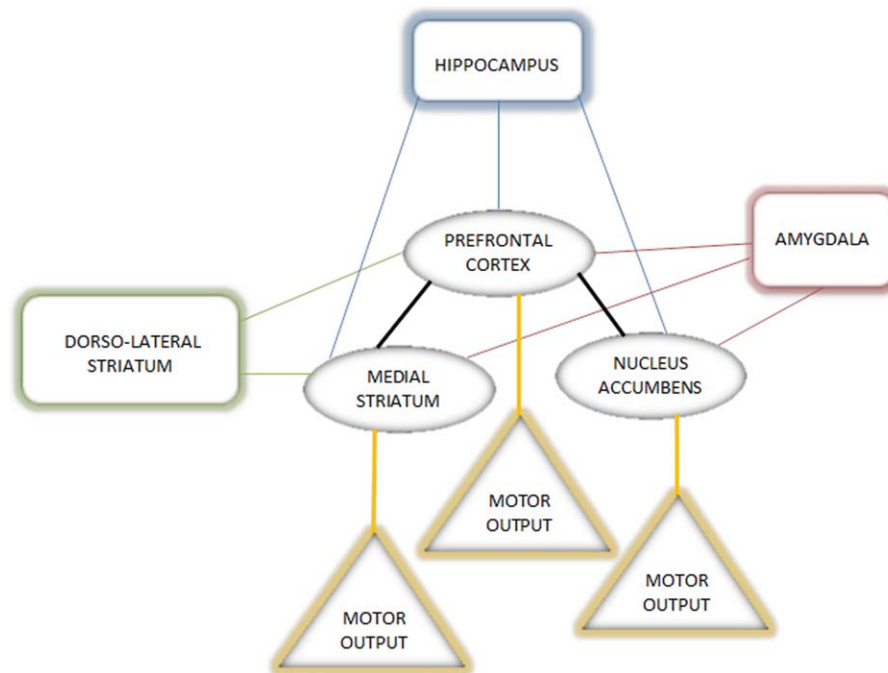 HIPPOCAMPUS
PREFRONTAL
CORTEX
AMYGDALA
DORSO-LATERAL
STRIATUM
MEDIAL
STRIATUM
NUCLEUS
ACCUMBENS
MOTOR
OUTPUT
MOTOR
OUTPUT
MOTOR
OUTPUT